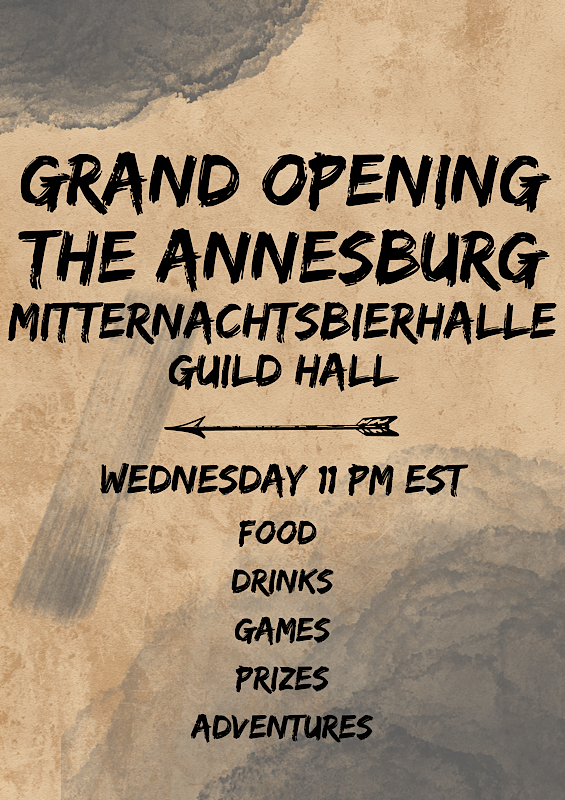 GRAND OPENING
THE ANNESBURG
MITTERNACHTSBIERHALLE
GUILD HALL
WEDNESDAY 11 PM EST
FOOD
DRINKS
GAMES
PRIZES
ADVENTURES